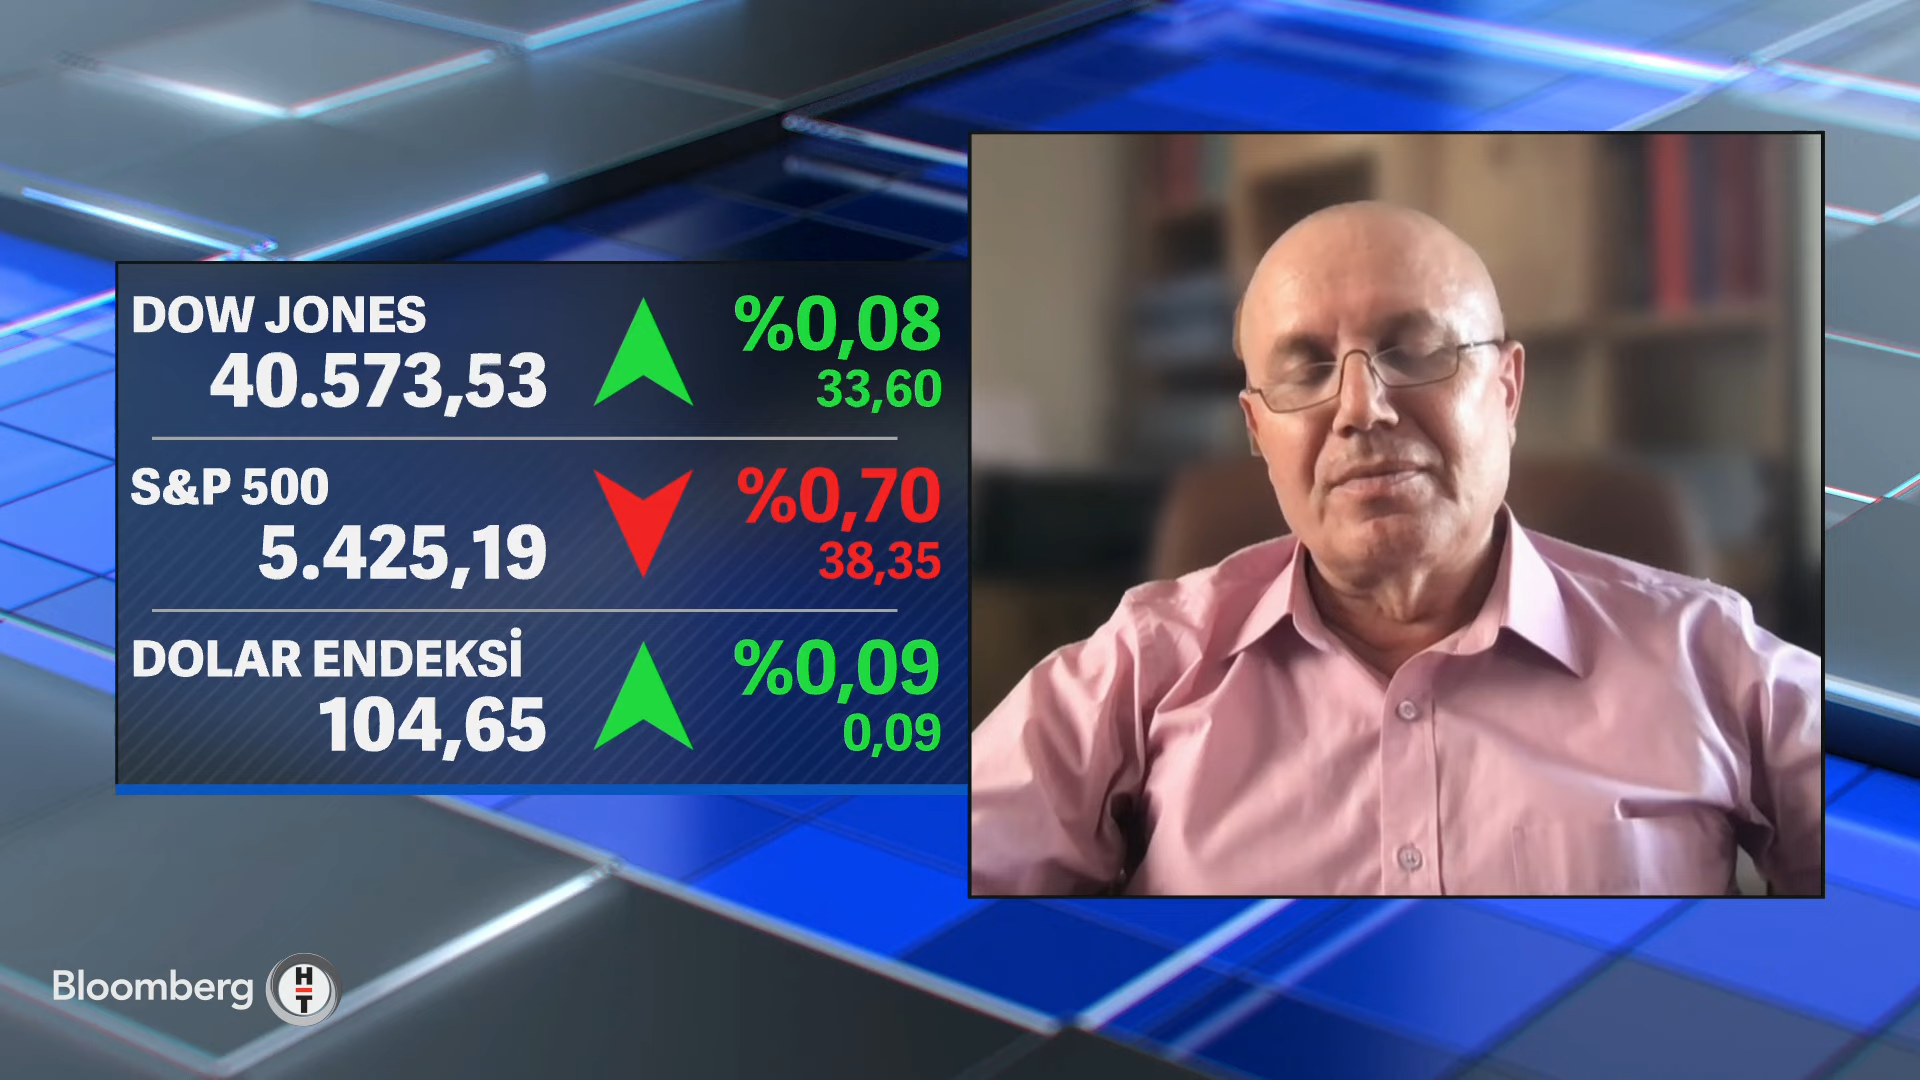 DOW JONES
40.573,53
%0,08
33,60
S&P 500
5.425,19
%0,70
38,35
DOLAR ENDEKSİ
104,65
%0,09
0,09
Bloomberg HT